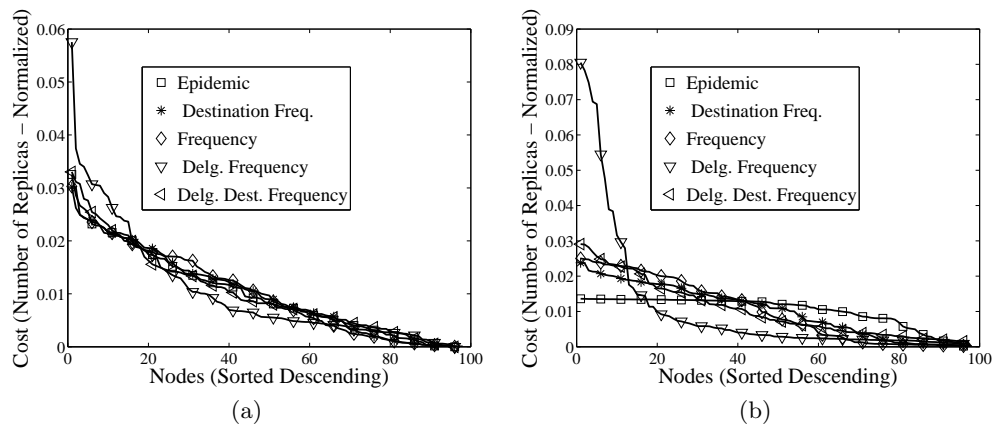 0.06
0.05
0.04
0.03
0.02
0.01
0
Cost (Number of Replicas − Normalized)
Epidemic
Destination Freq.
Frequency
Delg. Frequency
Delg. Dest. Frequency
0 20 40 60 80 100
Nodes (Sorted Descending)
(a)
0.09
0.08
0.07
0.06
0.05
0.04
0.03
0.02
0.01
0
Cost (Number of Replicas − Normalized)
Epidemic
Destination Freq.
Frequency
Delg. Frequency
Delg. Dest. Frequency
0 20 40 60 80 100
Nodes (Sorted Descending)
(b)